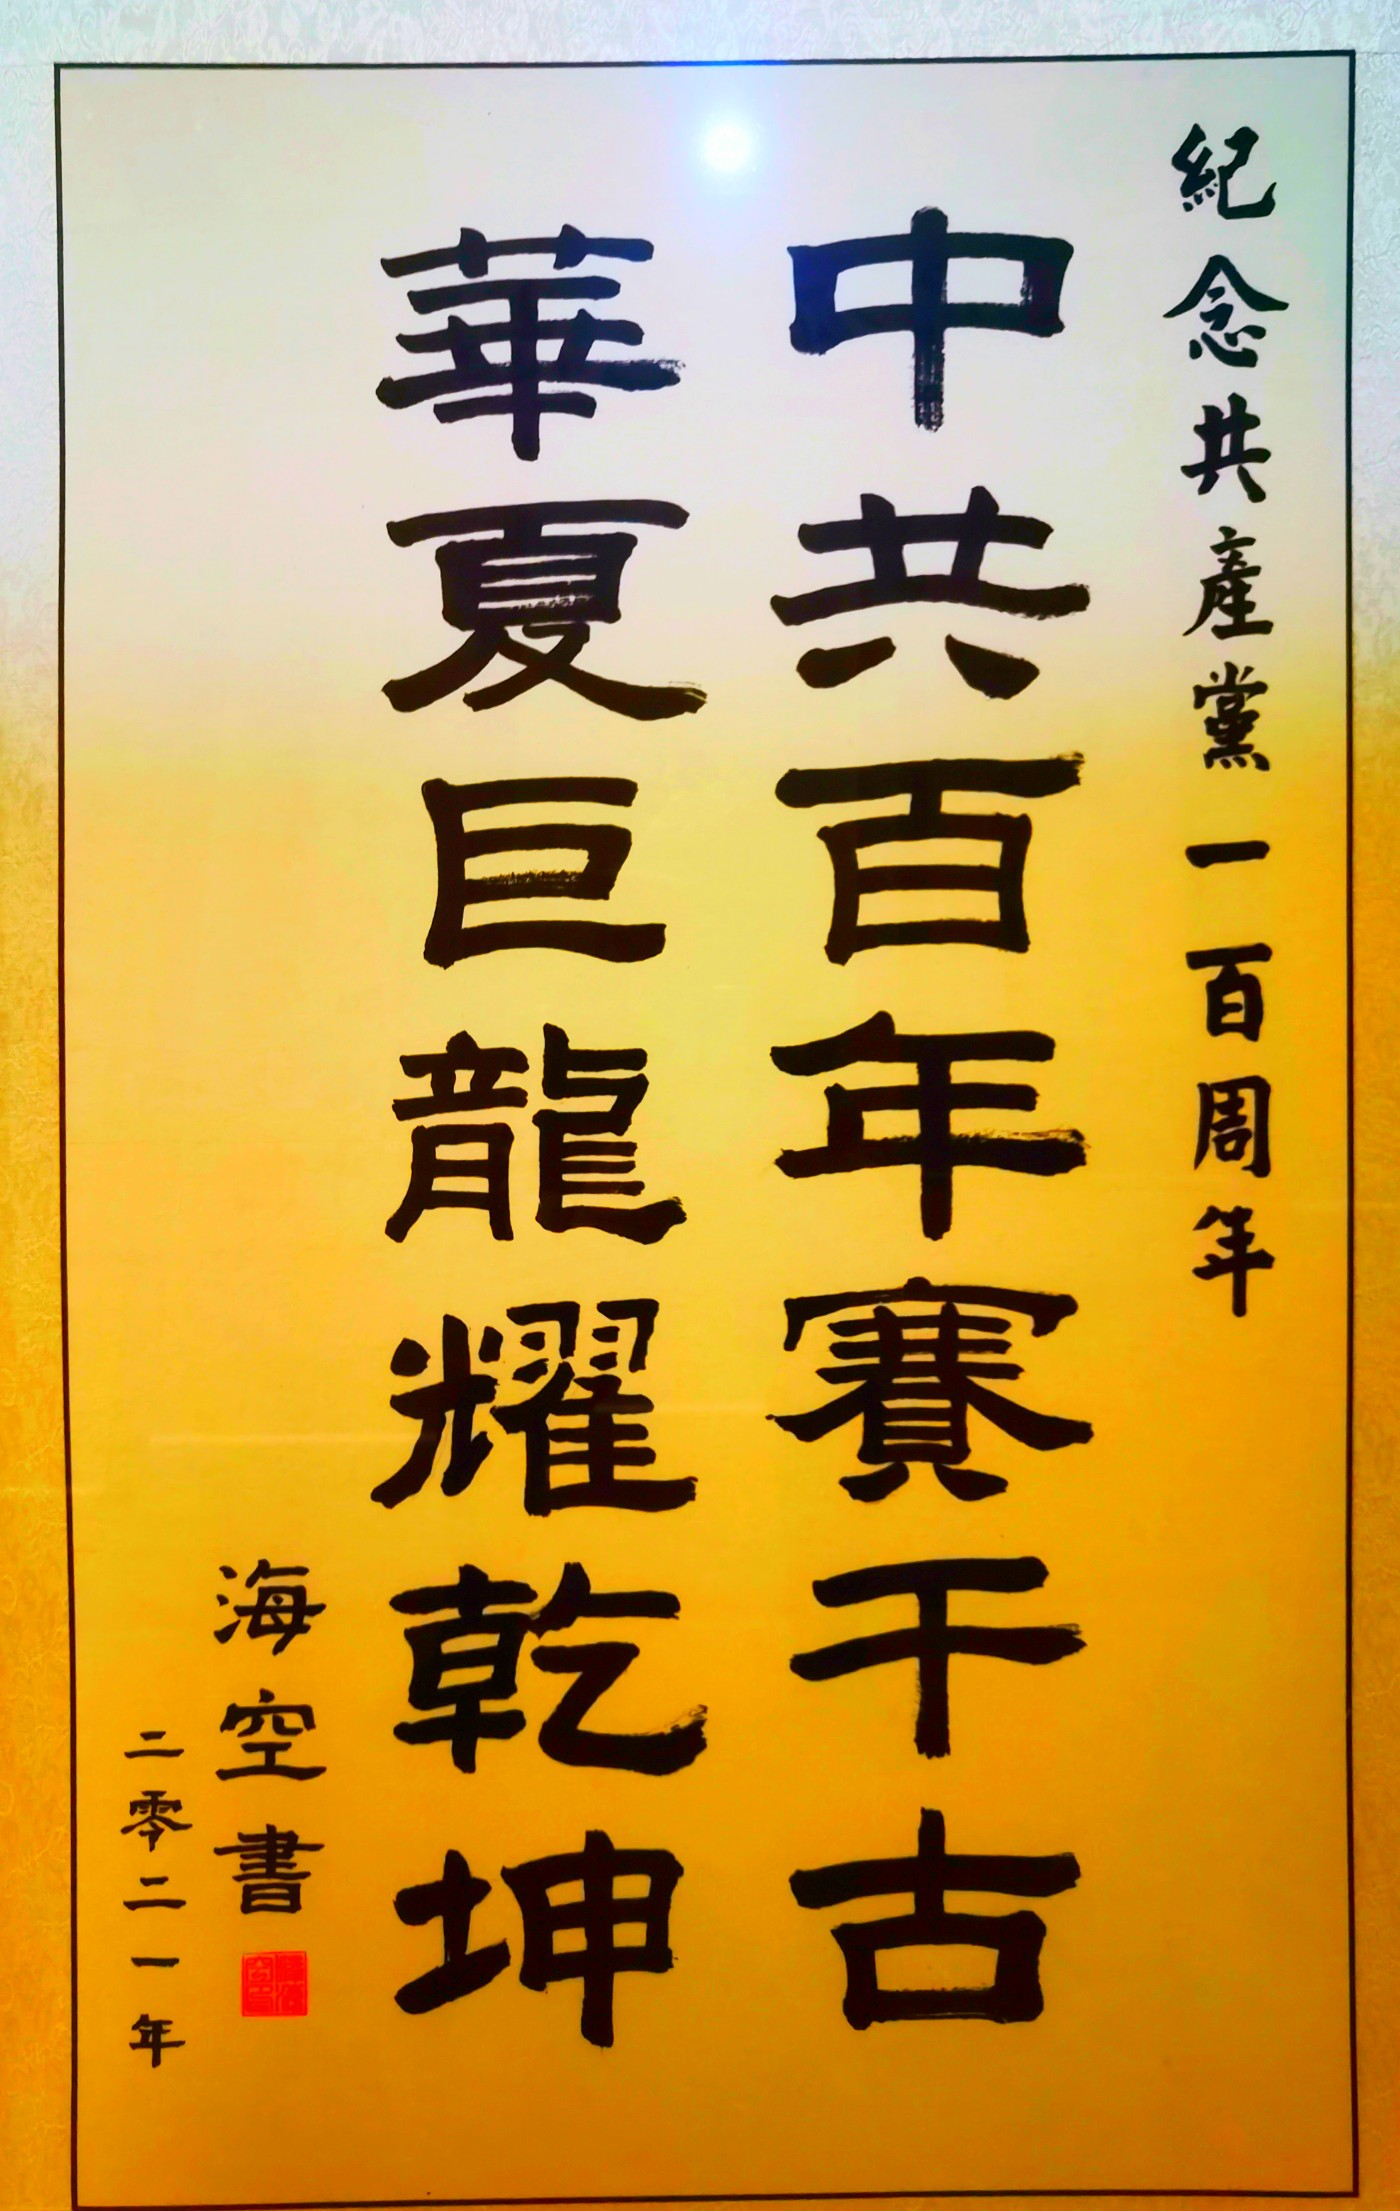 紀念共產黨一百周年
中共百年賽千古
華夏巨龍耀乾坤
海空書
二零二一年